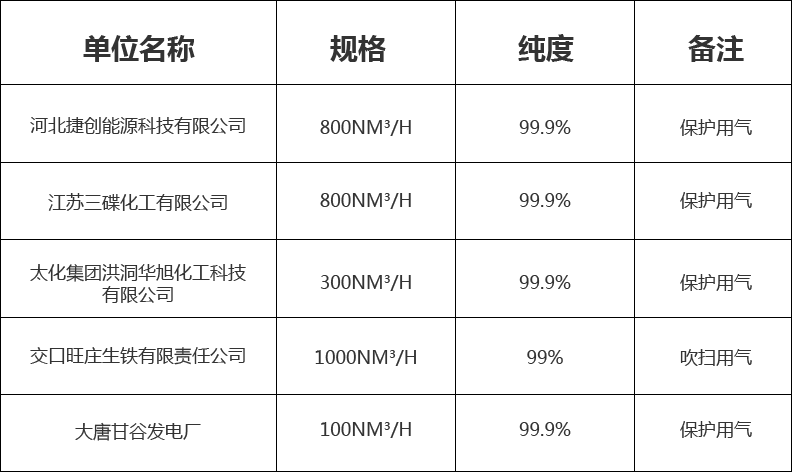 单位名称 规格 纯度 备注
河北捷创能源科技有限公司 800NM³/H 99.9% 保护用气
江苏三碟化工有限公司 800NM³/H 99.9% 保护用气
太化集团洪洞华旭化工科技
有限公司 300NM³/H 99.9% 保护用气
交口旺庄生铁有限责任公司 1000NM³/H 99% 吹扫用气
大唐甘谷发电厂 100NM³/H 99.9% 保护用气